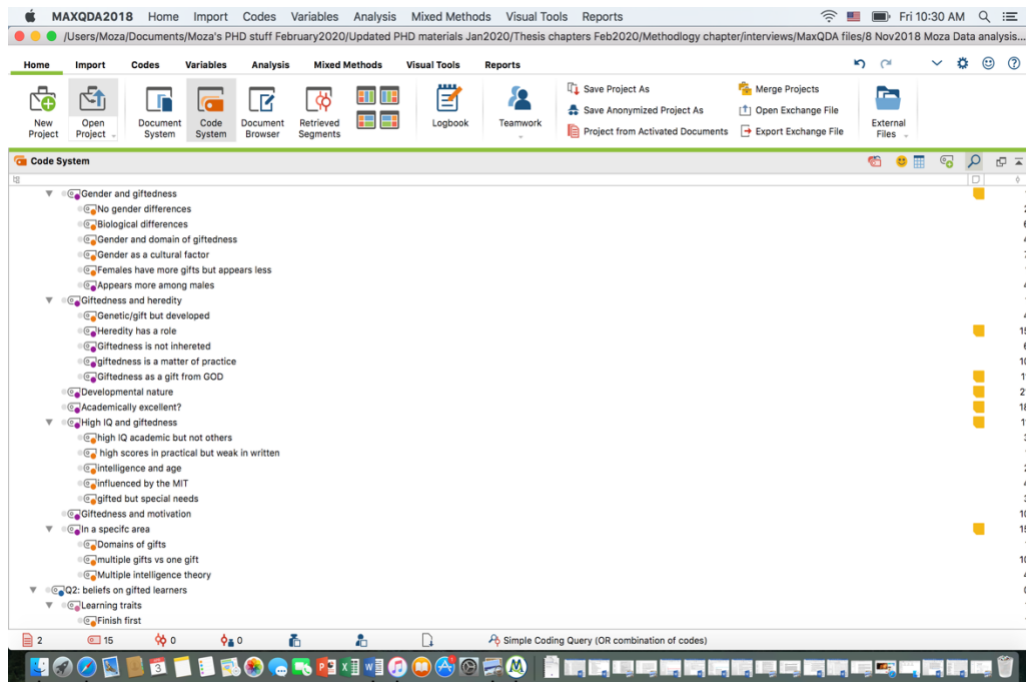 MAXQDA2018 Home Import Codes Variables Analysis Mixed Methods Visual Tools Reports Fri 10:30 AM
/Users/Moza/Documents/Moza's PHD stuff February2020/Updated PHD materials Jan2020/Thesis chapters Feb2020/Methodlogy chapter/interviews/MaxQDA files/8 Nov2018 Moza Data analysis...
Home Import Codes Variables Analysis Mixed Methods Visual Tools Reports
New Project
Open Project
Document System
Code System
Document Browser
Retrieved Segments
Logbook
Teamwork
Save Project As
Save Anonymized Project As
Project from Activated Documents
Merge Projects
Open Exchange File
Export Exchange File
External Files
Code System
Gender and giftedness
No gender differences
Biological differences
Gender and domain of giftedness
Gender as a cultural factor
Females have more gifts but appears less
Appears more among males
Giftedness and heredity
Genetic/gift but developed
Heredity has a role
Giftedness is not inhereted
giftedness is a matter of practice
Giftedness as a gift from GOD
Developmental nature
Academically excellent?
High IQ and giftedness
high IQ academic but not others
high scores in practical but weak in written
intelligence and age
influenced by the MIT
gifted but special needs
Giftedness and motivation
In a specifc area
Domains of gifts
multiple gifts vs one gift
Multiple intelligence theory
Q2: beliefs on gifted learners
Learning traits
Finish first
2 15 0 0 Simple Coding Query (OR combination of codes)